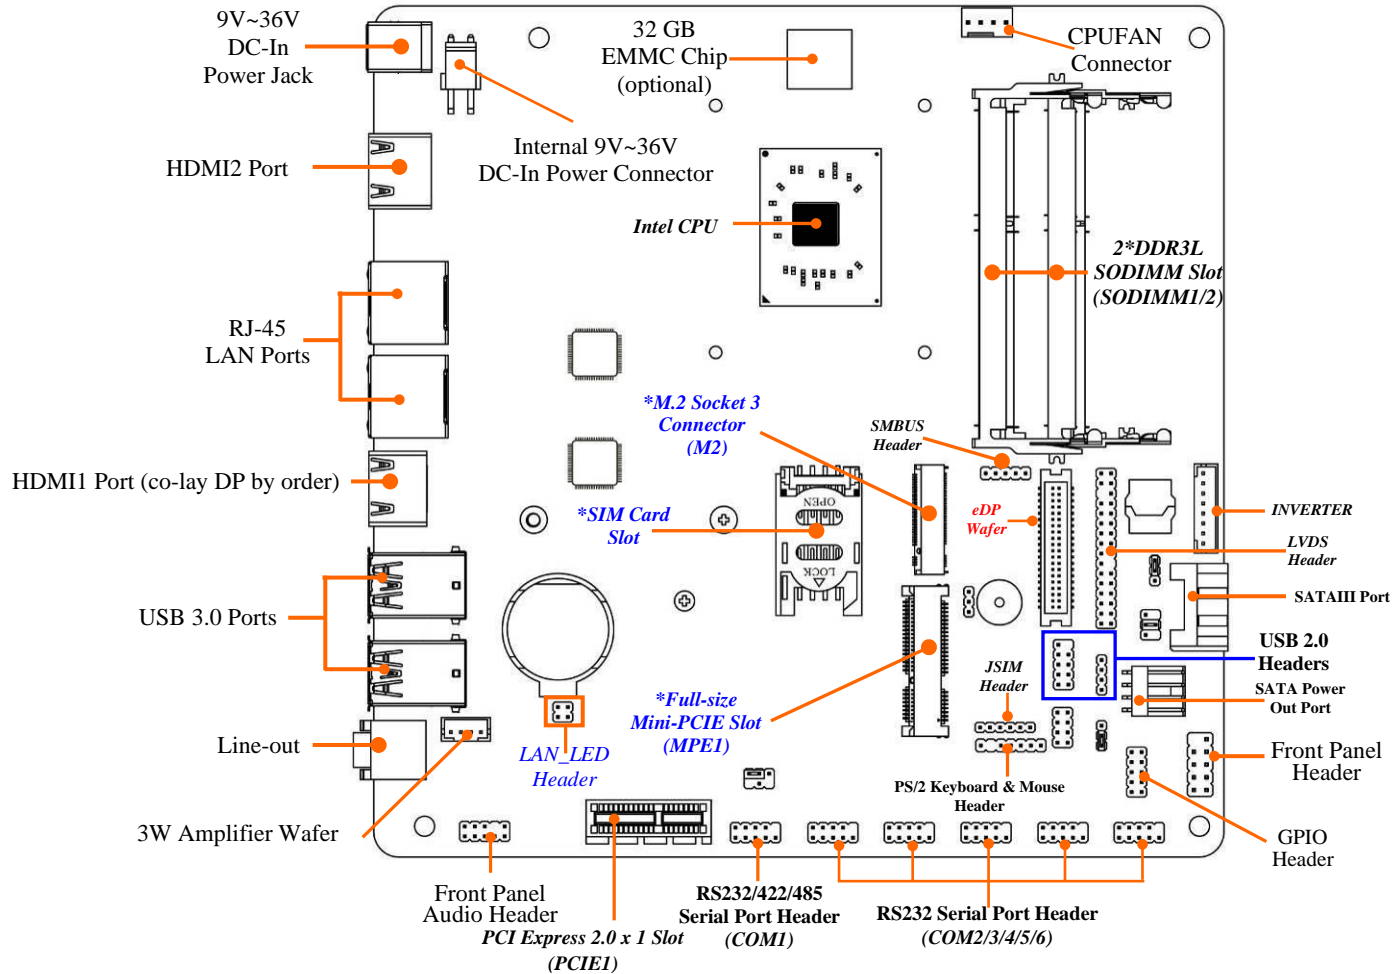 9V~36V
DC-In
Power Jack
32 GB
EMMC Chip
(optional)
CPUFAN
Connector
Internal 9V~36V
DC-In Power Connector
HDMI2 Port
Intel CPU
2*DDR3L
SODIMM Slot
(SODIMM1/2)
RJ-45
LAN Ports
*M.2 Socket 3
Connector
(M2)
SMBUS
Header
HDMI1 Port (co-lay DP by order)
OPEN
LOCK
*SIM Card
Slot
eDP
Wafer
INVERTER
LVDS
Header
SATAIII Port
USB 3.0 Ports
USB 2.0
Headers
JSIM
Header
SATA Power
Out Port
*Full-size
Mini-PCIE Slot
(MPE1)
Line-out
LAN_LED
Header
Front Panel
Header
PS/2 Keyboard & Mouse
Header
3W Amplifier Wafer
GPIO
Header
Front Panel
Audio Header
RS232/422/485
Serial Port Header
(COM1)
RS232 Serial Port Header
(COM2/3/4/5/6)
PCI Express 2.0 x 1 Slot
(PCIE1)